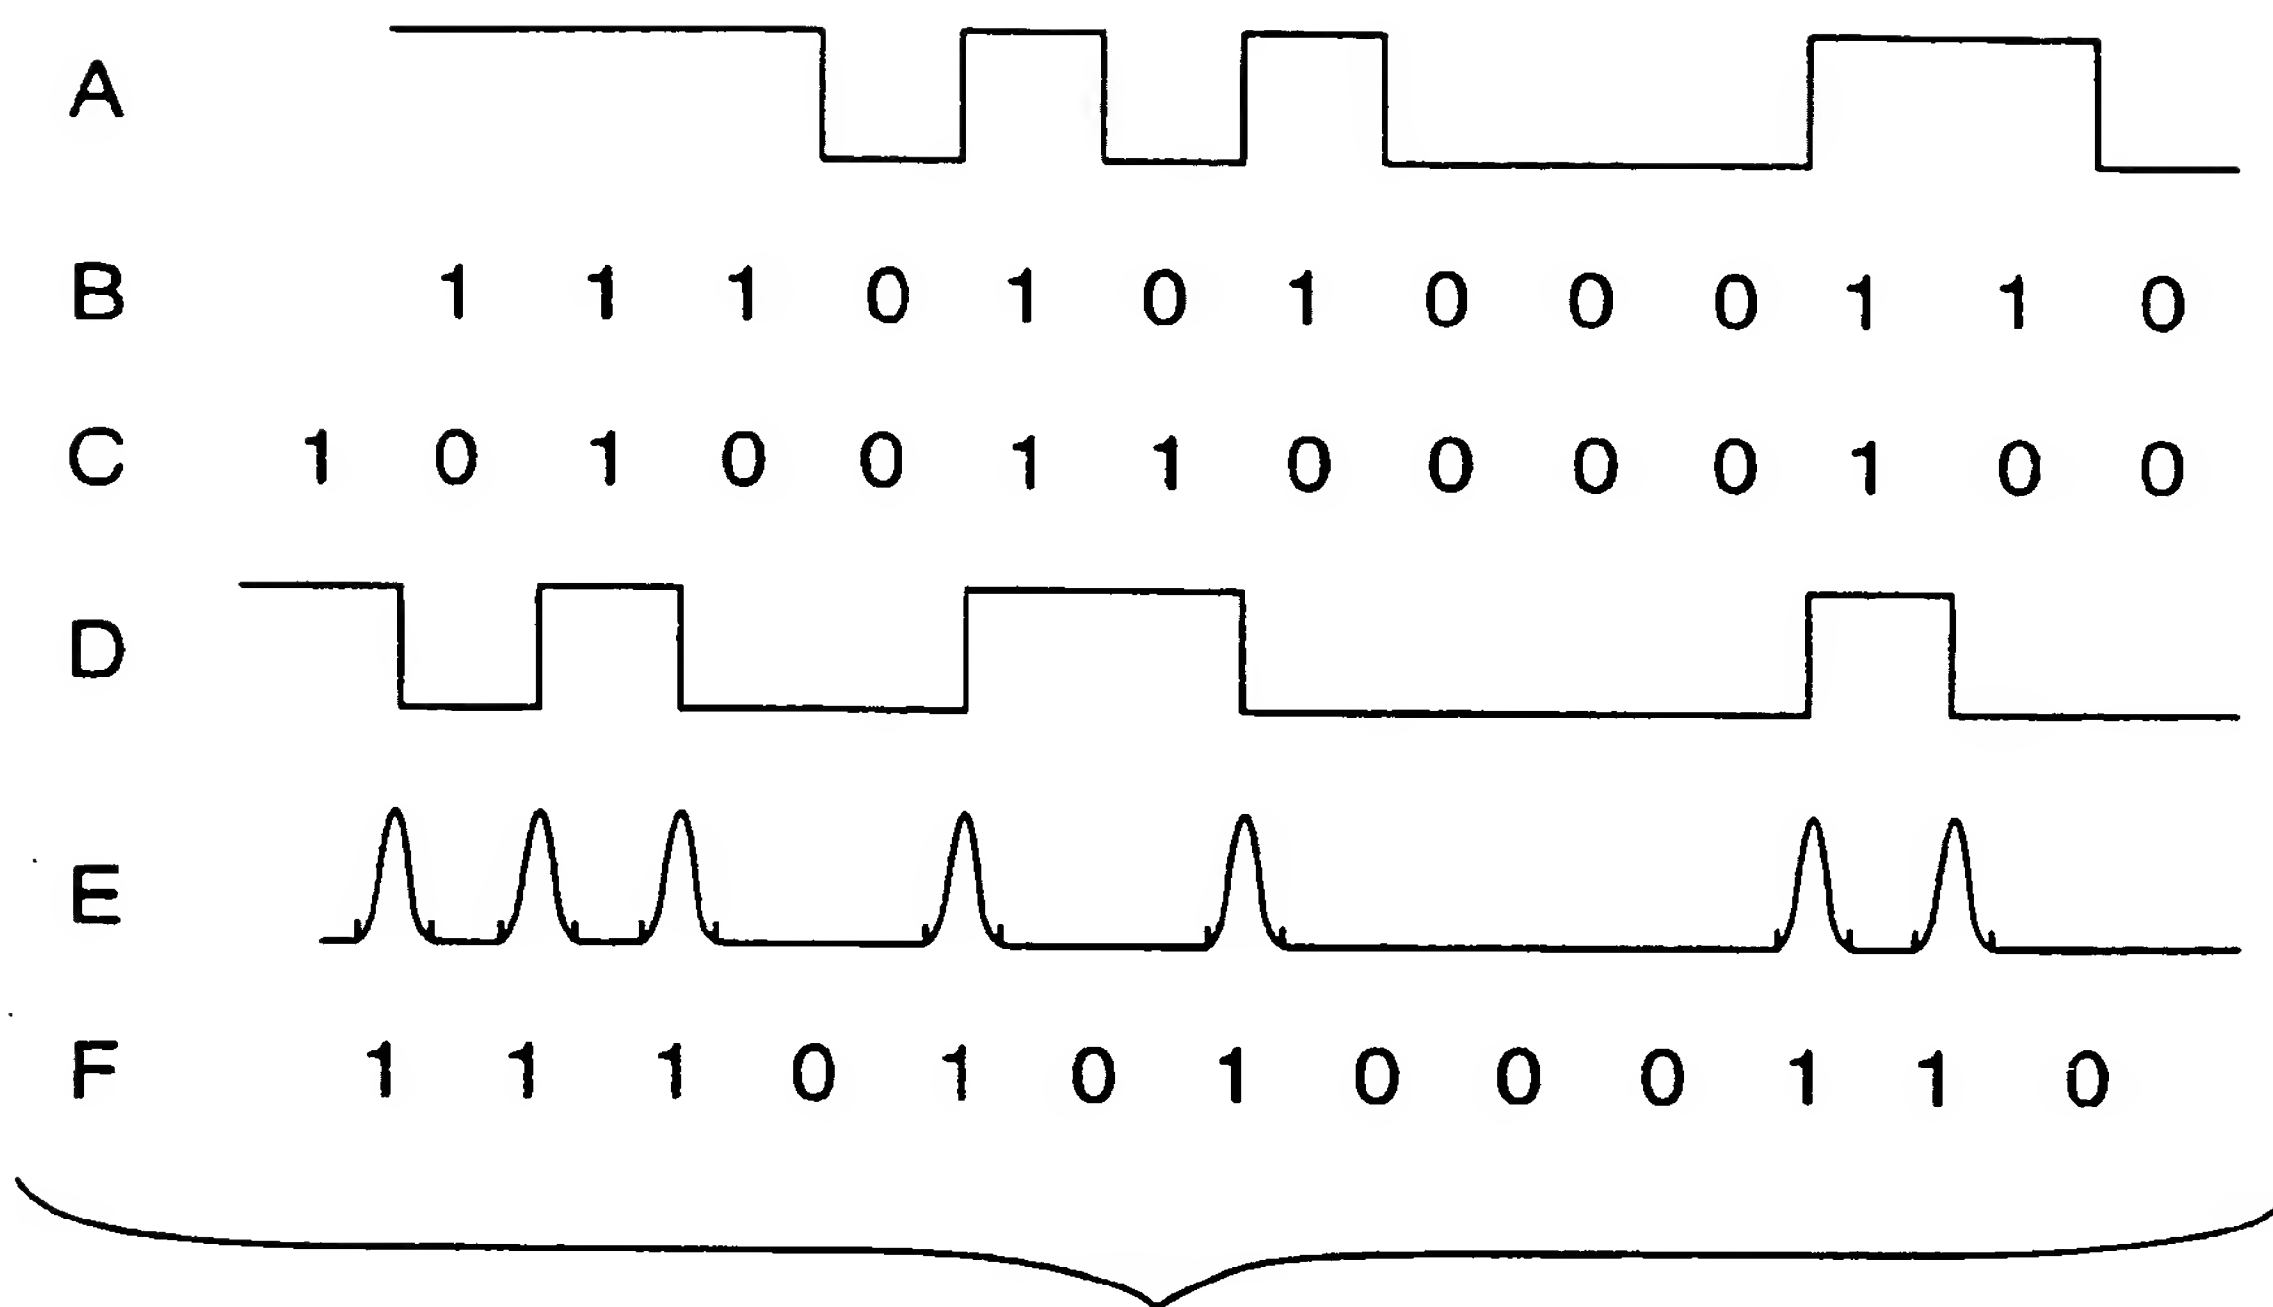 A
B 1 1 1 0 1 0 1 0 0 0 1 1 0
C 1 0 1 0 0 1 1 0 0 0 0 1 0 0
D
E
F 1 1 1 0 1 0 1 0 0 0 1 1 0